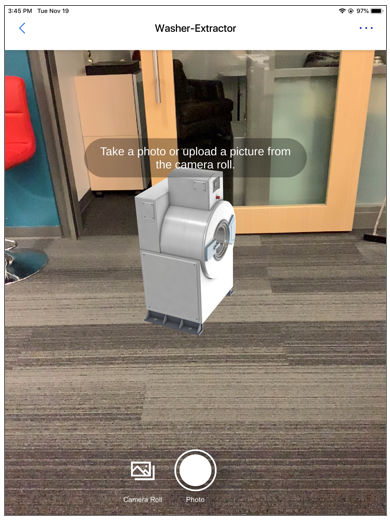 3:45 PM Tue Nov 19
97%
Washer-Extractor
Take a photo or upload a picture from
the camera roll.
Camera Roll
Photo